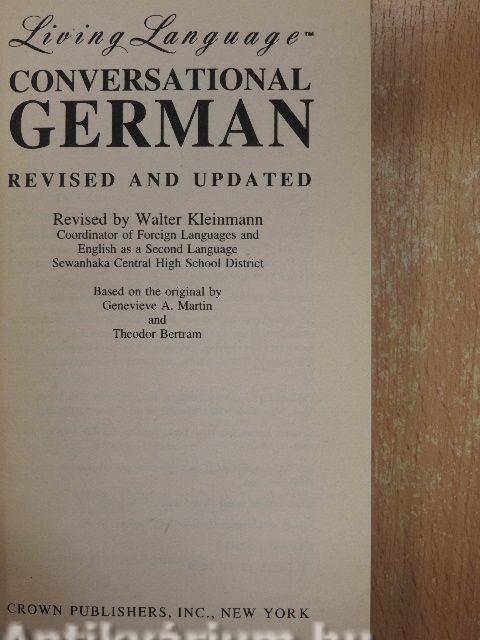 Living Language™
CONVERSATIONAL
GERMAN
REVISED AND UPDATED
Revised by Walter Kleinmann
Coordinator of Foreign Languages and
English as a Second Language
Sewanhaka Central High School District
Based on the original by
Genevieve A. Martin
and
Theodor Bertram
CROWN PUBLISHERS, INC., NEW YORK
Antikvárium.hu